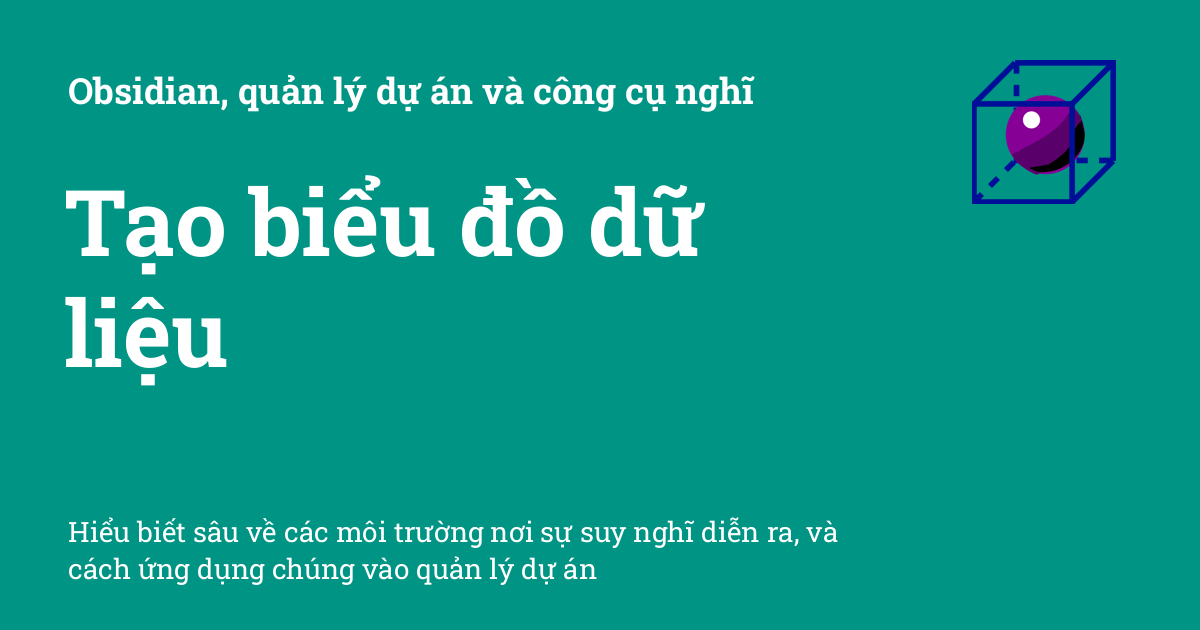 Obsidian, quản lý dự án và công cụ nghĩ
Tạo biểu đồ dữ
liệu
Hiểu biết sâu về các môi trường nơi sự suy nghĩ diễn ra, và
cách ứng dụng chúng vào quản lý dự án